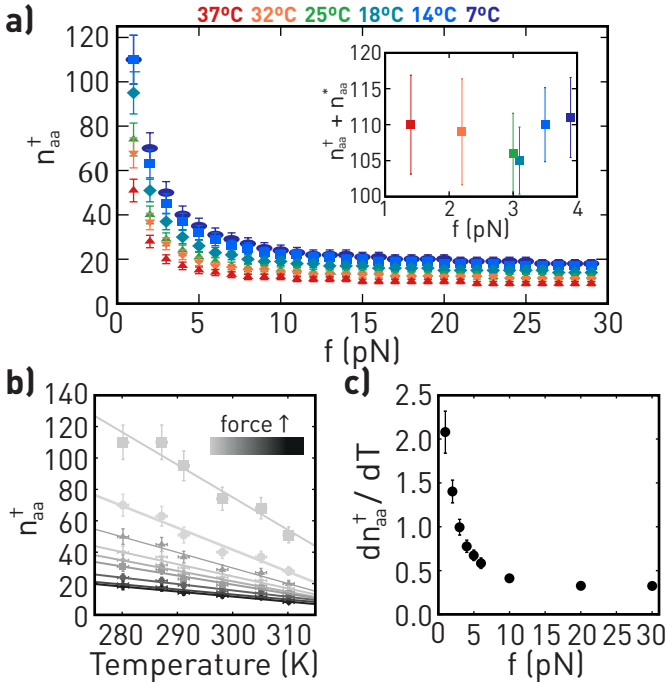 a)
37ºC 32ºC 25ºC 18ºC 14ºC 7ºC
n†aa
120
100
80
60
40
20
0
0 5 10 15 20 25 30
f (pN)
n†aa + n*aa
120
115
110
105
100
1 2 3 4
f (pN)
b)
n†aa
140
120
100
80
60
40
20
0
force ↑
280 290 300 310
Temperature (K)
c)
dn†aa / dT
2.5
2.0
1.5
1.0
0.5
0.0
0 5 10 15 20 25 30
f (pN)